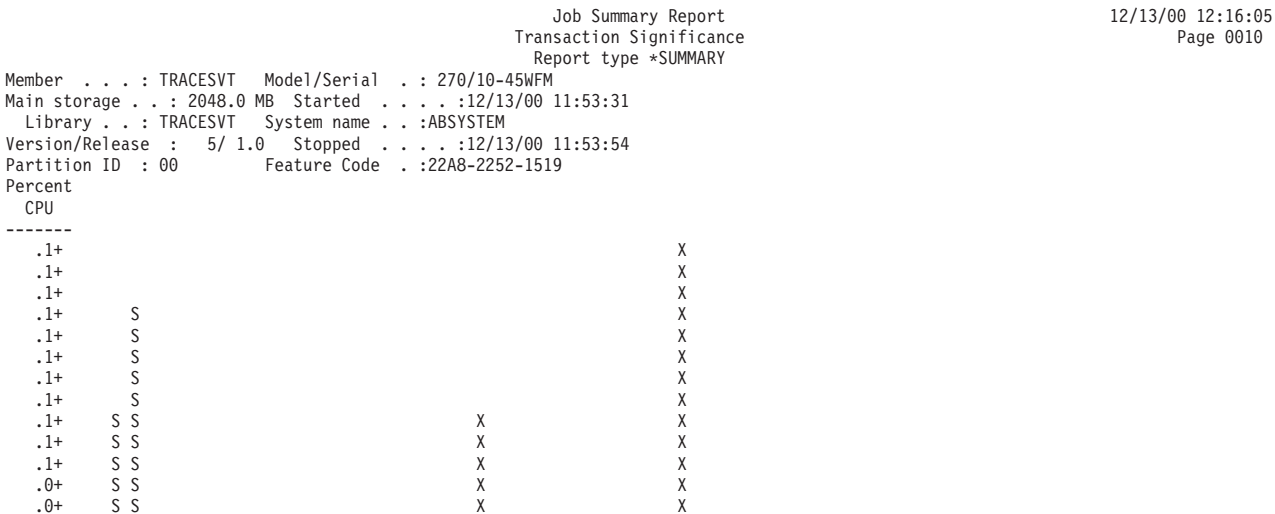 Job Summary Report 12/13/00 12:16:05
Transaction Significance Page 0010
Report type *SUMMARY
Member . . . : TRACESVT Model/Serial . : 270/10-45WFM
Main storage . . : 2048.0 MB Started . . . . :12/13/00 11:53:31
Library . . : TRACESVT System name . . :ABSYSTEM
Version/Release : 5/ 1.0 Stopped . . . . :12/13/00 11:53:54
Partition ID : 00 Feature Code . :22A8-2252-1519
Percent
CPU
-------
.1+ X
.1+ X
.1+ X
.1+ S X
.1+ S X
.1+ S X
.1+ S X
.1+ S X
.1+ S S X X
.1+ S S X X
.1+ S S X X
.0+ S S X X
.0+ S S X X